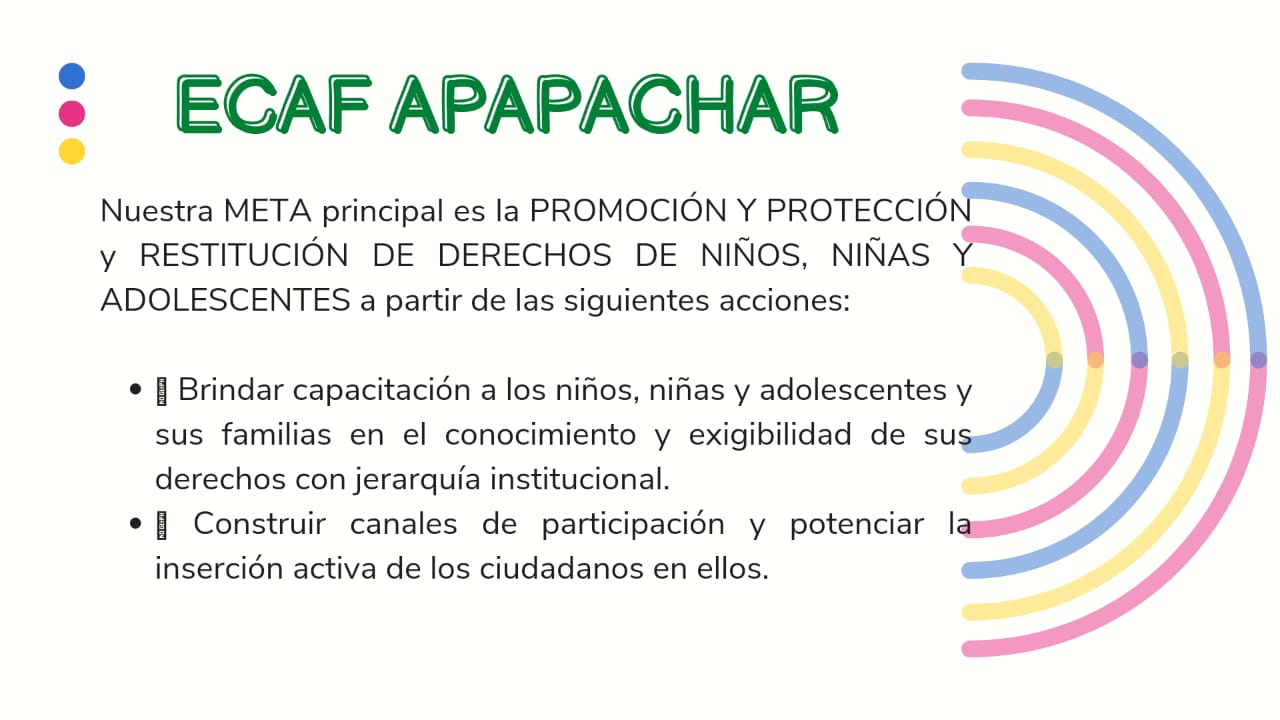 ECAF APAPACHAR
Nuestra META principal es la PROMOCIÓN Y PROTECCIÓN
y RESTITUCIÓN DE DERECHOS DE NIÑOS, NIÑAS Y
ADOLESCENTES a partir de las siguientes acciones:
• Brindar capacitación a los niños, niñas y adolescentes y
sus familias en el conocimiento y exigibilidad de sus
derechos con jerarquía institucional.
• Construir canales de participación y potenciar la
inserción activa de los ciudadanos en ellos.